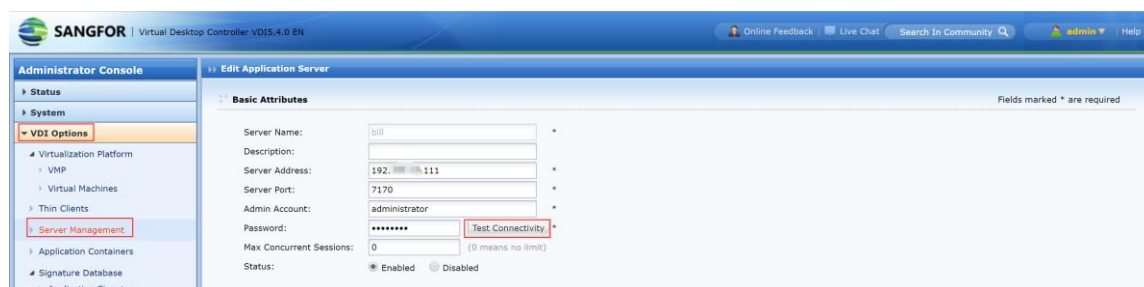 SANGFOR | Virtual Desktop Controller VDI5.4.0 EN
Online Feedback | Live Chat Search In Community admin | Help
Administrator Console
Status
System
VDI Options
Virtualization Platform
VMP
Virtual Machines
Thin Clients
Server Management
Application Containers
Signature Database
Edit Application Server
Basic Attributes Fields marked * are required
Server Name: bill *
Description:
Server Address: 192. .111 *
Server Port: 7170 *
Admin Account: administrator *
Password: •••••••• Test Connectivity *
Max Concurrent Sessions: 0 (0 means no limit)
Status: Enabled Disabled